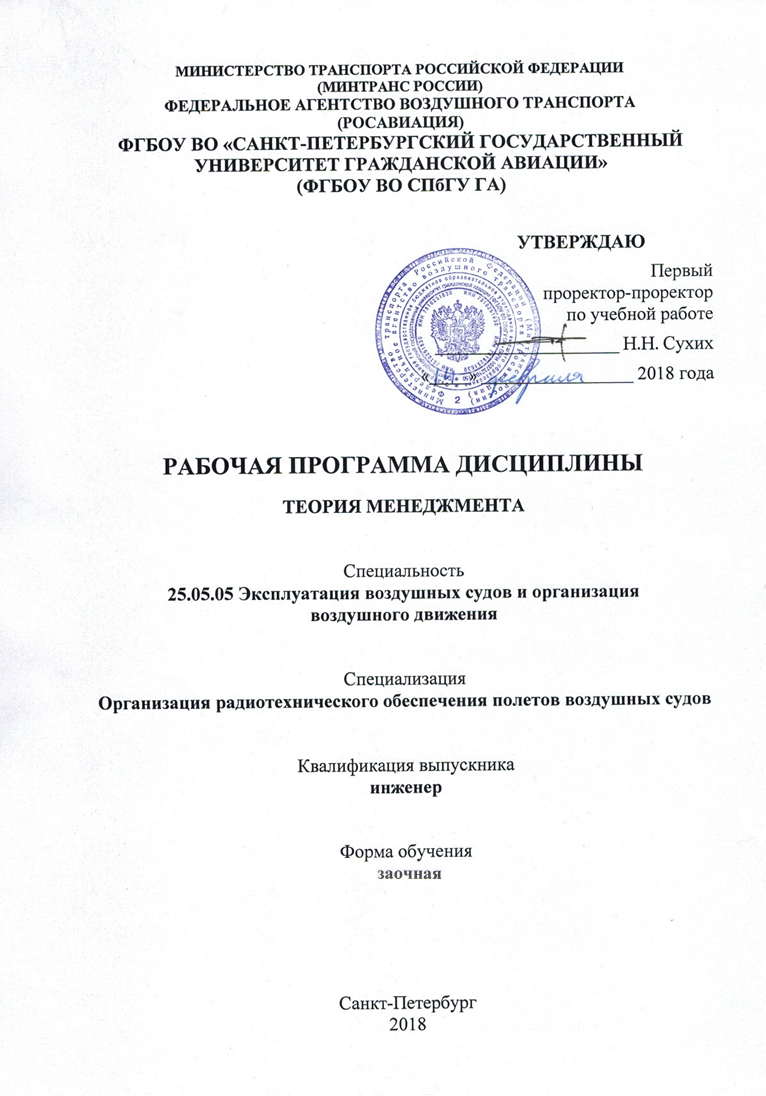 МИНИСТЕРСТВО ТРАНСПОРТА РОССИЙСКОЙ ФЕДЕРАЦИИ
(МИНТРАНС РОССИИ)
ФЕДЕРАЛЬНОЕ АГЕНТСТВО ВОЗДУШНОГО ТРАНСПОРТА
(РОСАВИАЦИЯ)
ФГБОУ ВО «САНКТ-ПЕТЕРБУРГСКИЙ ГОСУДАРСТВЕННЫЙ
УНИВЕРСИТЕТ ГРАЖДАНСКОЙ АВИАЦИИ»
(ФГБОУ ВО СПбГУ ГА)
УТВЕРЖДАЮ
Первый
проректор-проректор
по учебной работе
Н.Н. Сухих
« » февраля 2018 года
РАБОЧАЯ ПРОГРАММА ДИСЦИПЛИНЫ
ТЕОРИЯ МЕНЕДЖМЕНТА
Специальность
25.05.05 Эксплуатация воздушных судов и организация
воздушного движения
Специализация
Организация радиотехнического обеспечения полетов воздушных судов
Квалификация выпускника
инженер
Форма обучения
заочная
Санкт-Петербург
2018